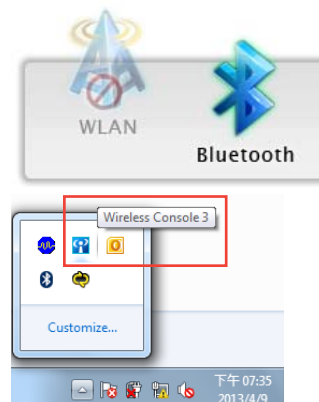 WLAN
Bluetooth
Wireless Console 3
Customize...
下午 07:35
2013/4/9